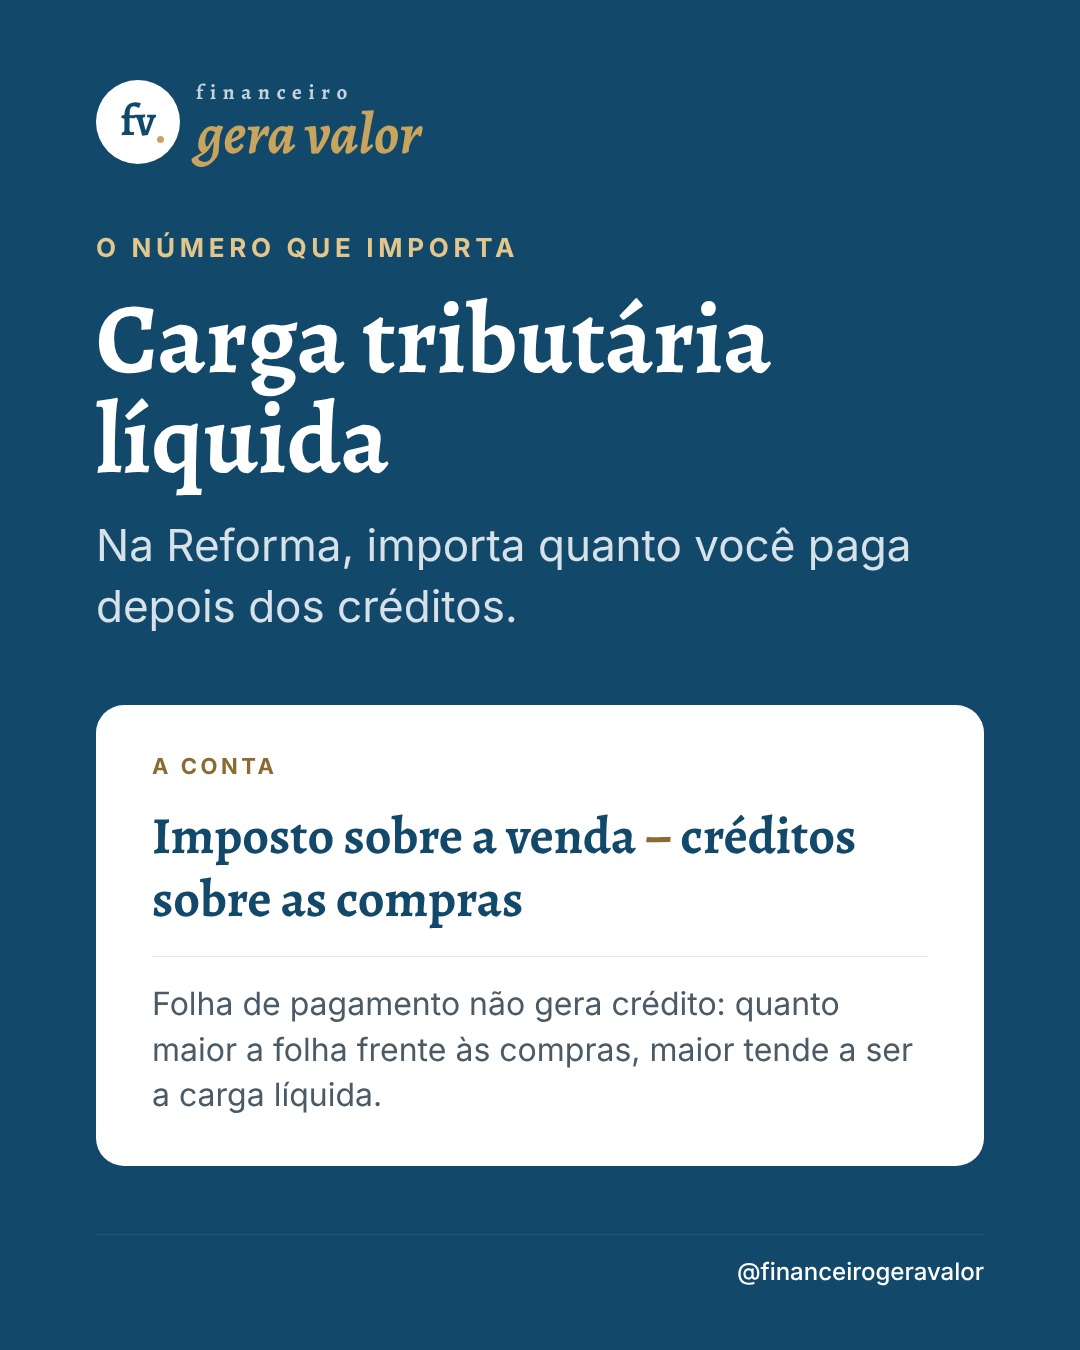 fv.
financeiro
gera valor
O NÚMERO QUE IMPORTA
Carga tributária
líquida
Na Reforma, importa quanto você paga
depois dos créditos.
A CONTA
Imposto sobre a venda – créditos
sobre as compras
Folha de pagamento não gera crédito: quanto
maior a folha frente às compras, maior tende a ser
a carga líquida.
@financeirogeravalor